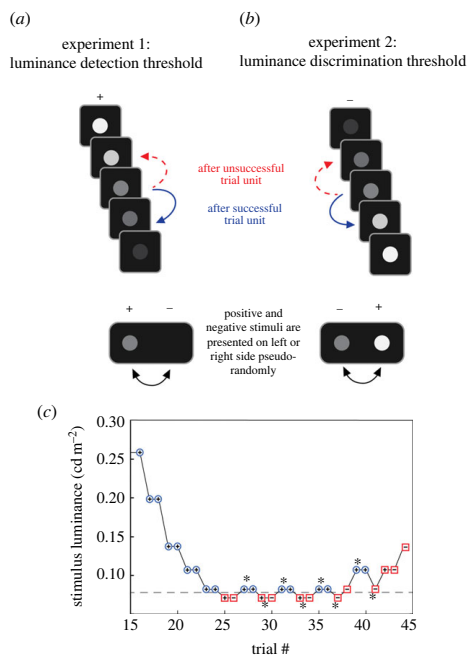 (a)
experiment 1:
luminance detection threshold
+
(b)
experiment 2:
luminance discrimination threshold
–
after unsuccessful
trial unit
after successful
trial unit
+ –
positive and
negative stimuli are
presented on left or
right side pseudo-
randomly
– +
(c)
stimulus luminance (cd m−2)
0.30
0.25
0.20
0.15
0.10
* * * * * * * *
15 20 25 30 35 40 45
trial #